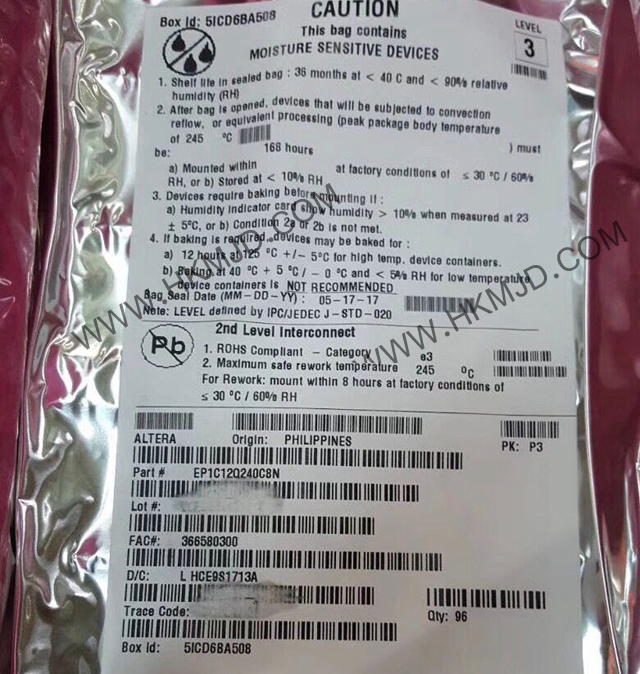 Box Id: 5ICD6BA508
CAUTION
This bag contains
MOISTURE SENSITIVE DEVICES
LEVEL
3
1. Shelf life in sealed bag : 36 months at < 40 C and < 90% relative
humidity (RH)
2. After bag is opened, devices that will be subjected to convection
reflow, or equivalent processing (peak package body temperature
of 245 °C ) must
be: 168 hours
a) Mounted within at factory conditions of ≤ 30 °C / 60%
RH, or b) Stored at < 10% RH
3. Devices require baking before mounting if :
a) Humidity indicator card show humidity > 10% when measured at 23
± 5°C, or b) Condition 2a or 2b is not met.
4. If baking is required, devices may be baked for :
a) 12 hours at 125 °C +/- 5°C for high temp. device containers.
b) Baking at 40 °C + 5 °C / - 0 °C and < 5% RH for low temperature
device containers is NOT RECOMMENDED
Bag Seal Date (MM-DD-YY) : 05-17-17
Note: LEVEL defined by IPC/JEDEC J-STD-020
Pb
2nd Level Interconnect
1. ROHS Compliant - Category e3
2. Maximum safe rework temperature 245 °C
For Rework: mount within 8 hours at factory conditions of
≤ 30 °C / 60% RH
ALTERA Origin: PHILIPPINES
PK: P3
Part # EP1C12Q240C8N
Lot #:
FAC#: 366580300
D/C: L HCE9S1713A
Trace Code:
Qty: 96
Box Id: 5ICD6BA508
WWW.HKMJD.COM
WWW.HKMJD.COM